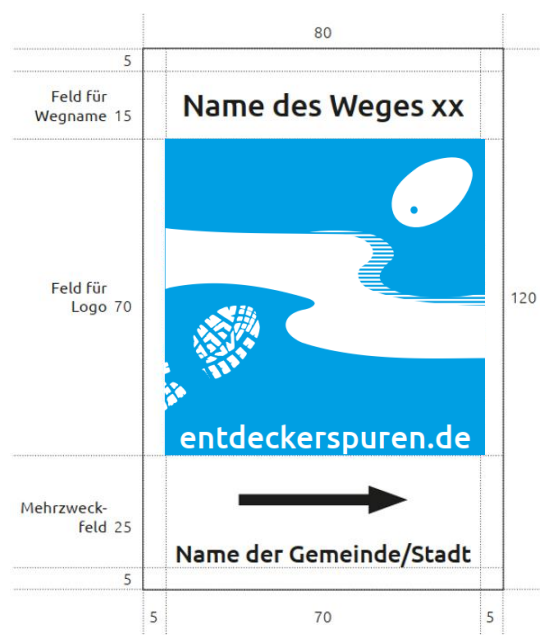 80
5
Feld für
Wegname 15
Name des Weges xx
Feld für
Logo 70
120
entdeckerspuren.de
Mehrzweck-
feld 25
Name der Gemeinde/Stadt
5
5 70 5